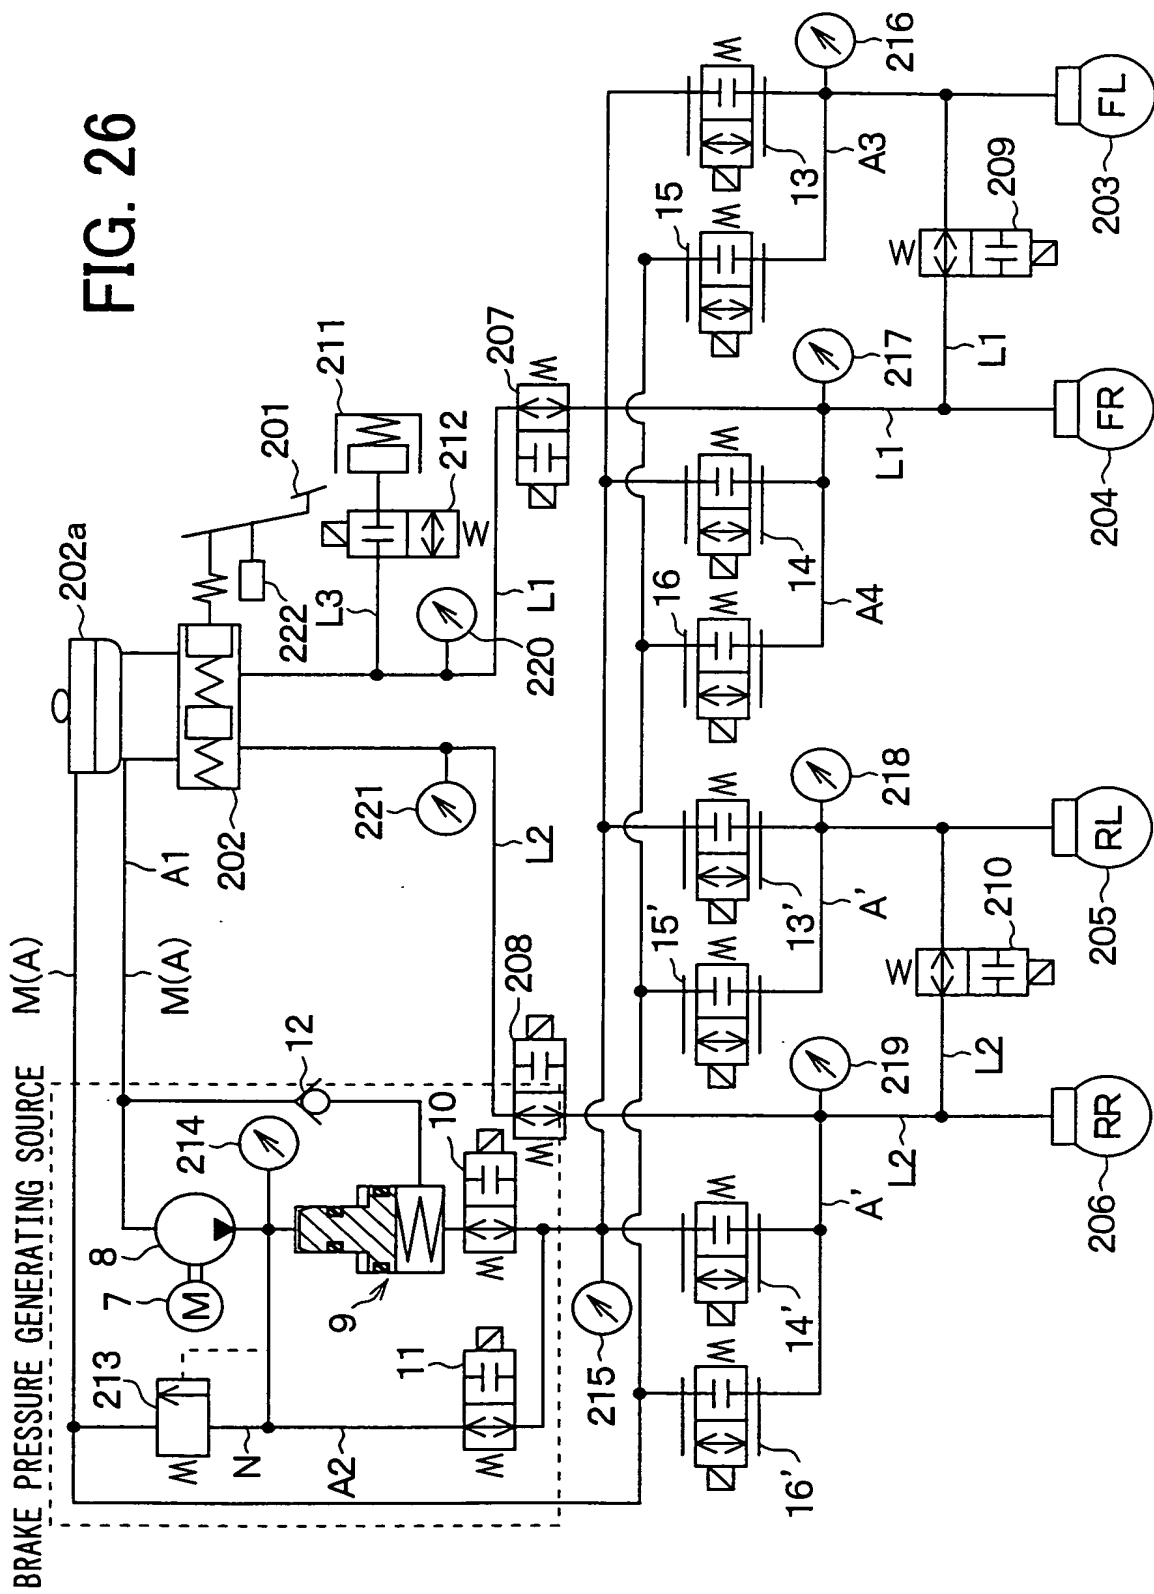 FIG. 26
BRAKE PRESSURE GENERATING SOURCE
M(A)
M(A)
A1
202a
202
201
222
211
212
W
L3
220
L1
207
221
L2
208
12
214
10
8
7
M
9
213
N
A2
11
215
13
15
216
A3
14
16
217
A4
L1
L1
209
W
FL
203
FR
204
13'
15'
218
A'
14'
16'
219
A'
L2
L2
210
W
RL
205
RR
206